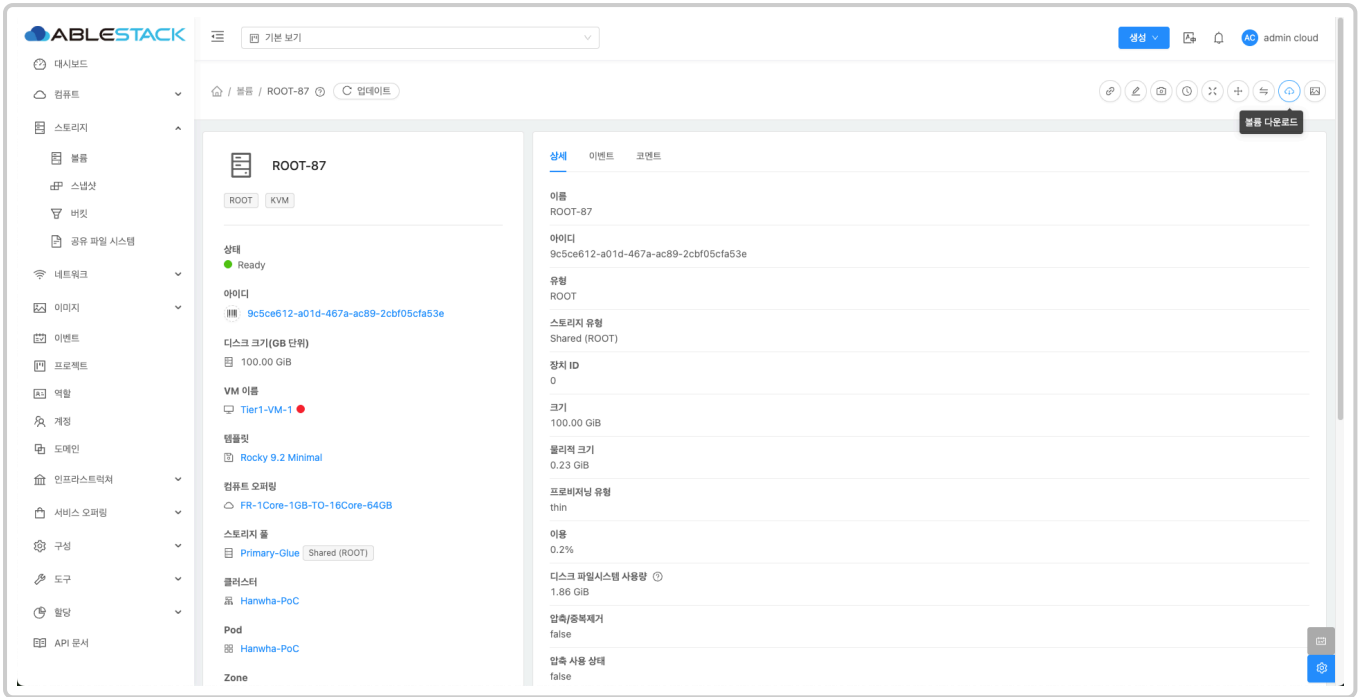 ABLESTACK
기본 보기
생성
AC admin cloud
대시보드
컴퓨트
스토리지
볼륨
스냅샷
버킷
공유 파일 시스템
네트워크
이미지
이벤트
프로젝트
역할
계정
도메인
인프라스트럭쳐
서비스 오퍼링
구성
도구
할당
API 문서
/ 볼륨 / ROOT-87 업데이트
볼륨 다운로드
ROOT-87
ROOT KVM
상태
Ready
아이디
9c5ce612-a01d-467a-ac89-2cbf05cfa53e
디스크 크기(GB 단위)
100.00 GiB
VM 이름
Tier1-VM-1
템플릿
Rocky 9.2 Minimal
컴퓨트 오퍼링
FR-1Core-1GB-TO-16Core-64GB
스토리지 풀
Primary-Glue Shared (ROOT)
클러스터
Hanwha-PoC
Pod
Hanwha-PoC
Zone
상세 이벤트 코멘트
이름
ROOT-87
아이디
9c5ce612-a01d-467a-ac89-2cbf05cfa53e
유형
ROOT
스토리지 유형
Shared (ROOT)
장치 ID
0
크기
100.00 GiB
물리적 크기
0.23 GiB
프로비저닝 유형
thin
이용
0.2%
디스크 파일시스템 사용량
1.86 GiB
압축/중복제거
false
압축 사용 상태
false